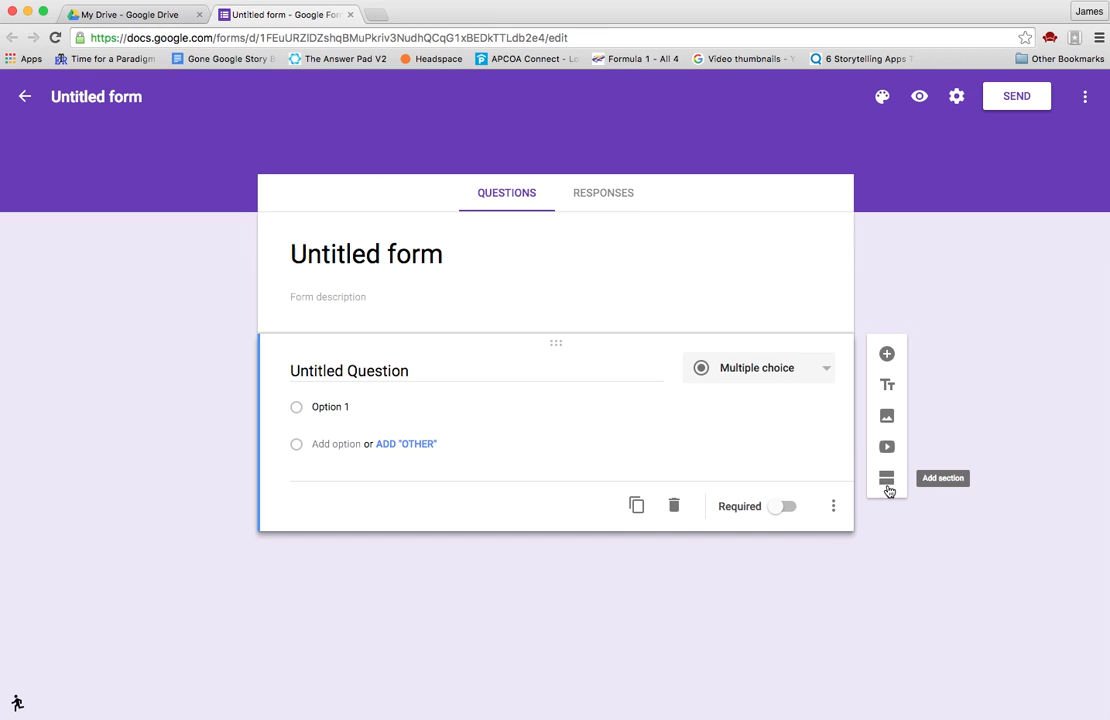 My Drive - Google Drive
Untitled form - Google For
James
https://docs.google.com/forms/d/1FEuURZlDZshqBMuPkriv3NudhQCqG1xBEDkTTLdb2e4/edit
Apps
Time for a Paradigm
Gone Google Story B
The Answer Pad V2
Headspace
APCOA Connect - Lo
Formula 1 - All 4
Video thumbnails - Y
6 Storytelling Apps T
Other Bookmarks
Untitled form
SEND
QUESTIONS
RESPONSES
Untitled form
Form description
Untitled Question
Multiple choice
Option 1
Add option or ADD "OTHER"
Add section
Required